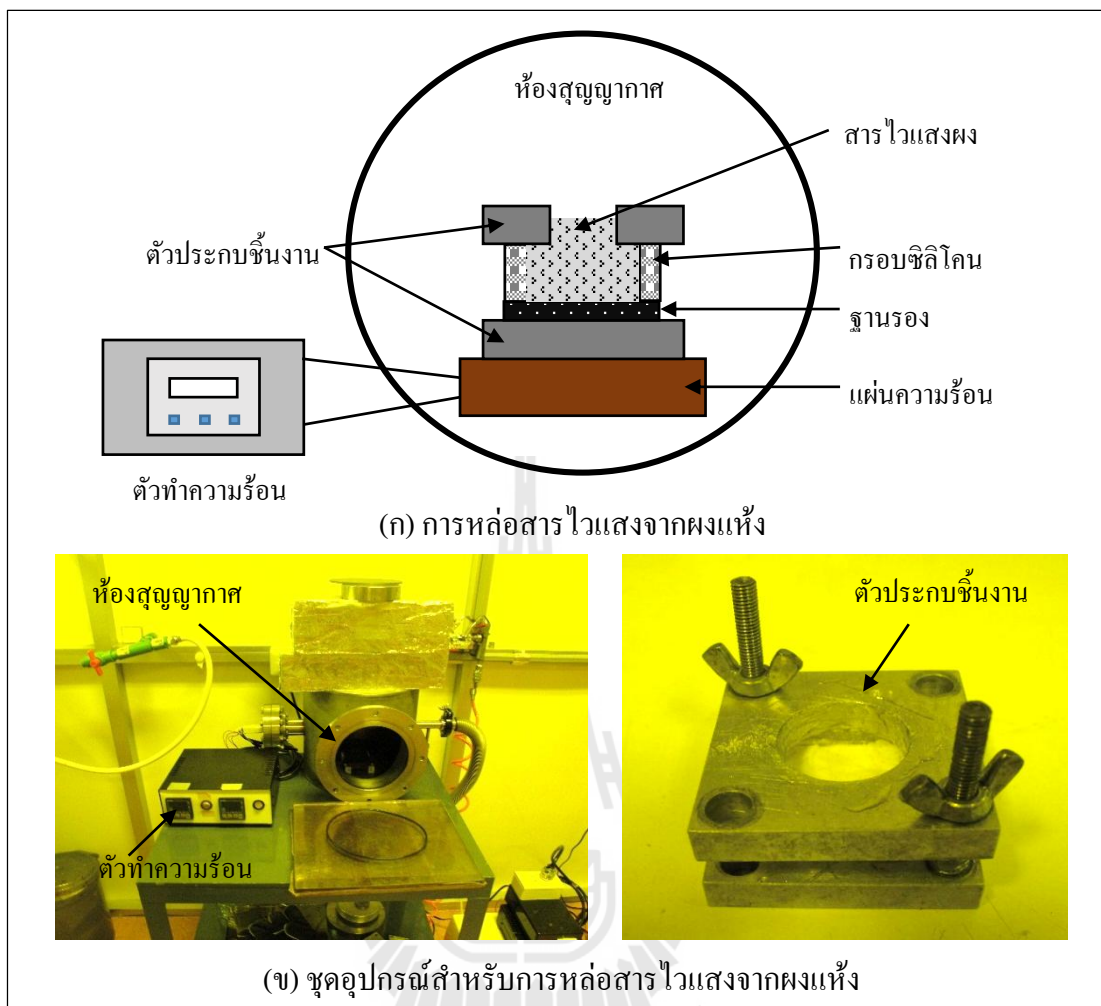 ห้องสุญญากาศ
สารไวแสงผง
ตัวประกบชิ้นงาน
กรอบซิลิโคน
ฐานรอง
แผ่นความร้อน
ตัวทำความร้อน
(ก) การหล่อสารไวแสงจากผงแห้ง
ห้องสุญญากาศ
ตัวประกบชิ้นงาน
ตัวทำความร้อน
(ข) ชุดอุปกรณ์สำหรับการหล่อสารไวแสงจากผงแห้ง